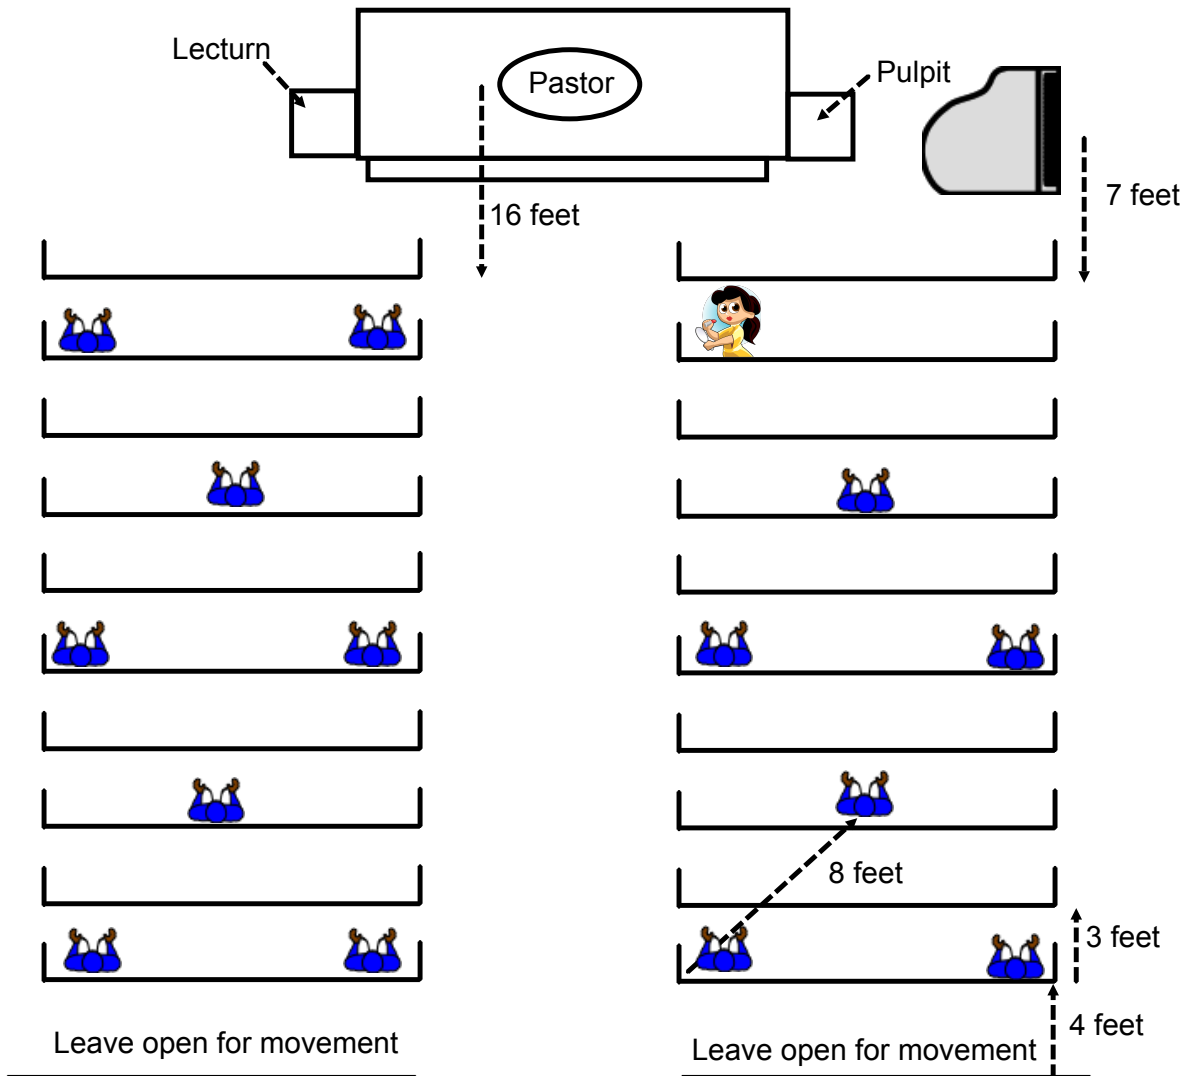 Lecturn
Pastor
Pulpit
7 feet
16 feet
8 feet
3 feet
4 feet
Leave open for movement
Leave open for movement